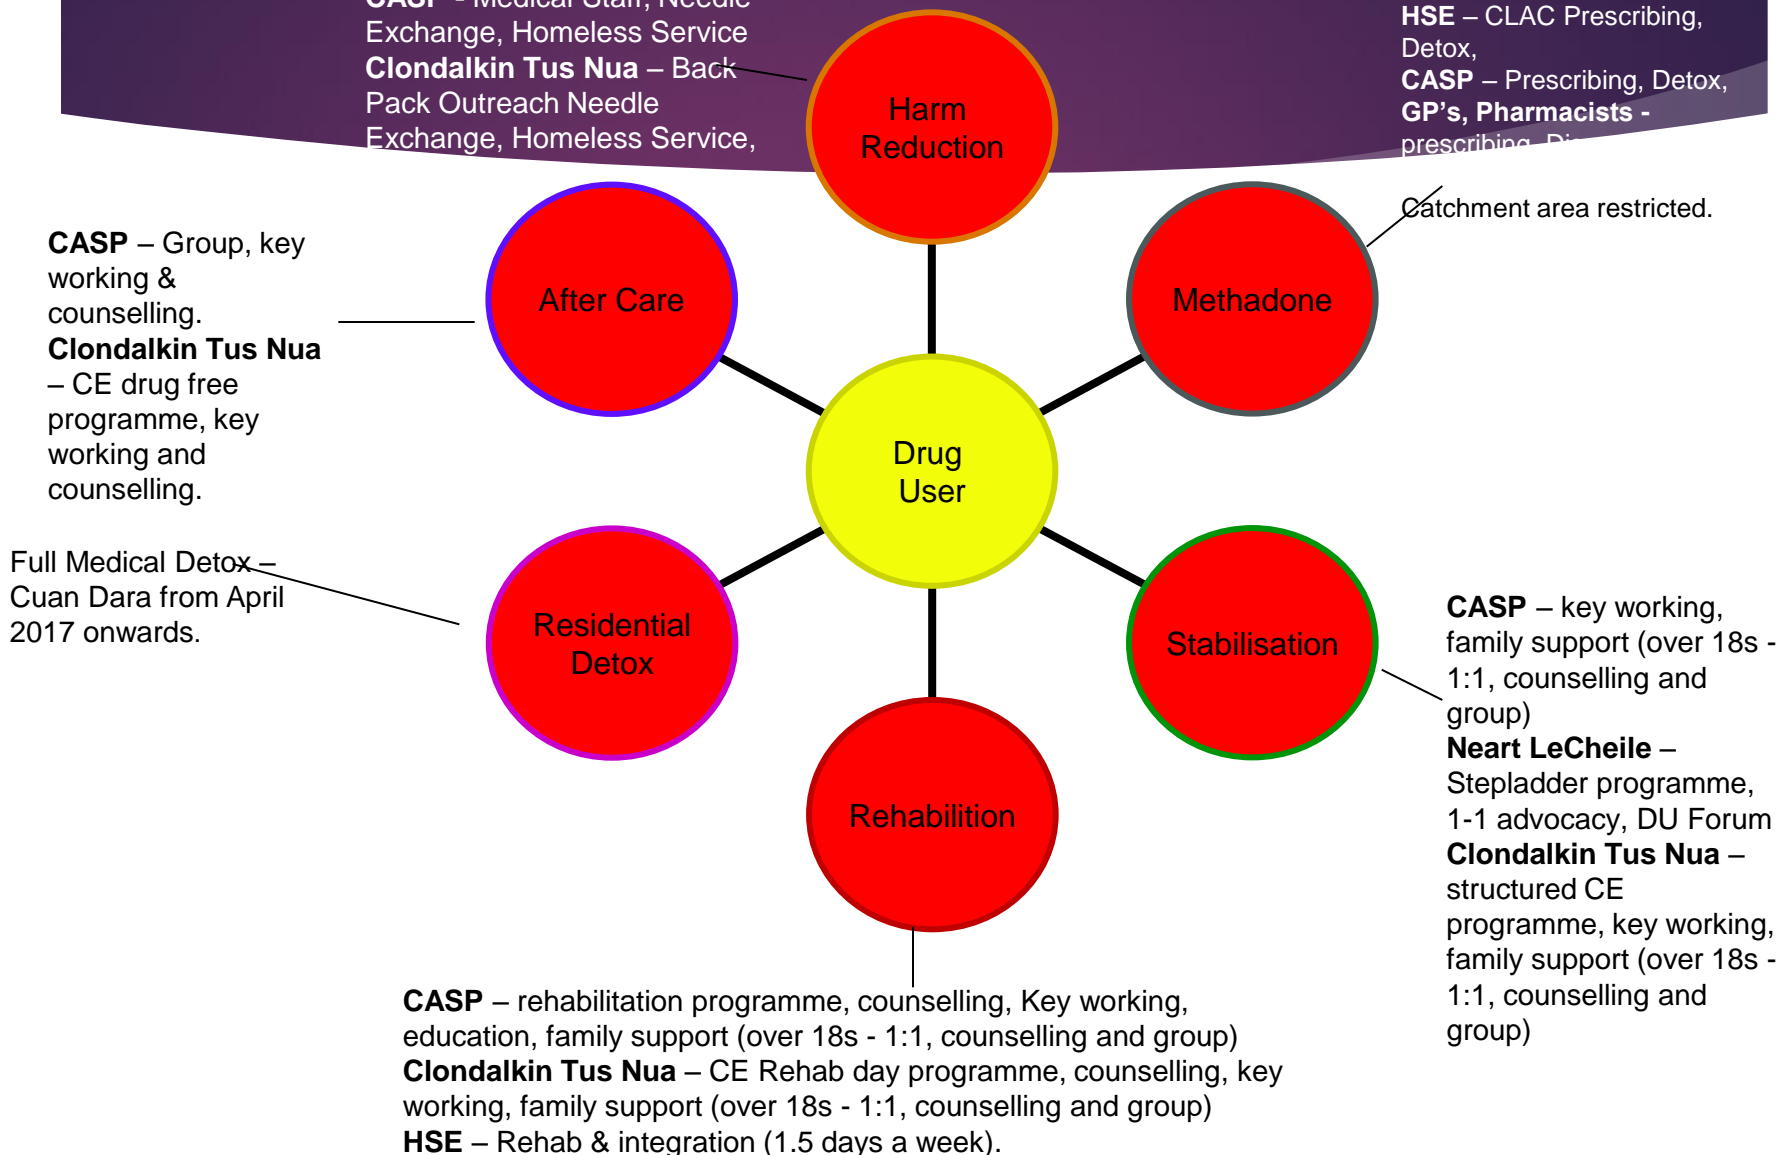 CASP - Medical Staff, Needle
Exchange, Homeless Service
Clondalkin Tus Nua – Back
Pack Outreach Needle
Exchange, Homeless Service,
HSE – CLAC Prescribing,
Detox,
CASP – Prescribing, Detox,
GP's, Pharmacists -
prescribing,
Catchment area restricted.
Harm
Reduction
CASP – Group, key
working &
counselling.
Clondalkin Tus Nua
– CE drug free
programme, key
working and
counselling.
After Care
Methadone
Drug
User
Full Medical Detox –
Cuan Dara from April
2017 onwards.
Residential
Detox
Stabilisation
CASP – key working,
family support (over 18s -
1:1, counselling and
group)
Neart LeCheile –
Stepladder programme,
1-1 advocacy, DU Forum
Clondalkin Tus Nua –
structured CE
programme, key working,
family support (over 18s -
1:1, counselling and
group)
Rehabilition
CASP – rehabilitation programme, counselling, Key working,
education, family support (over 18s - 1:1, counselling and group)
Clondalkin Tus Nua – CE Rehab day programme, counselling, key
working, family support (over 18s - 1:1, counselling and group)
HSE – Rehab & integration (1.5 days a week).